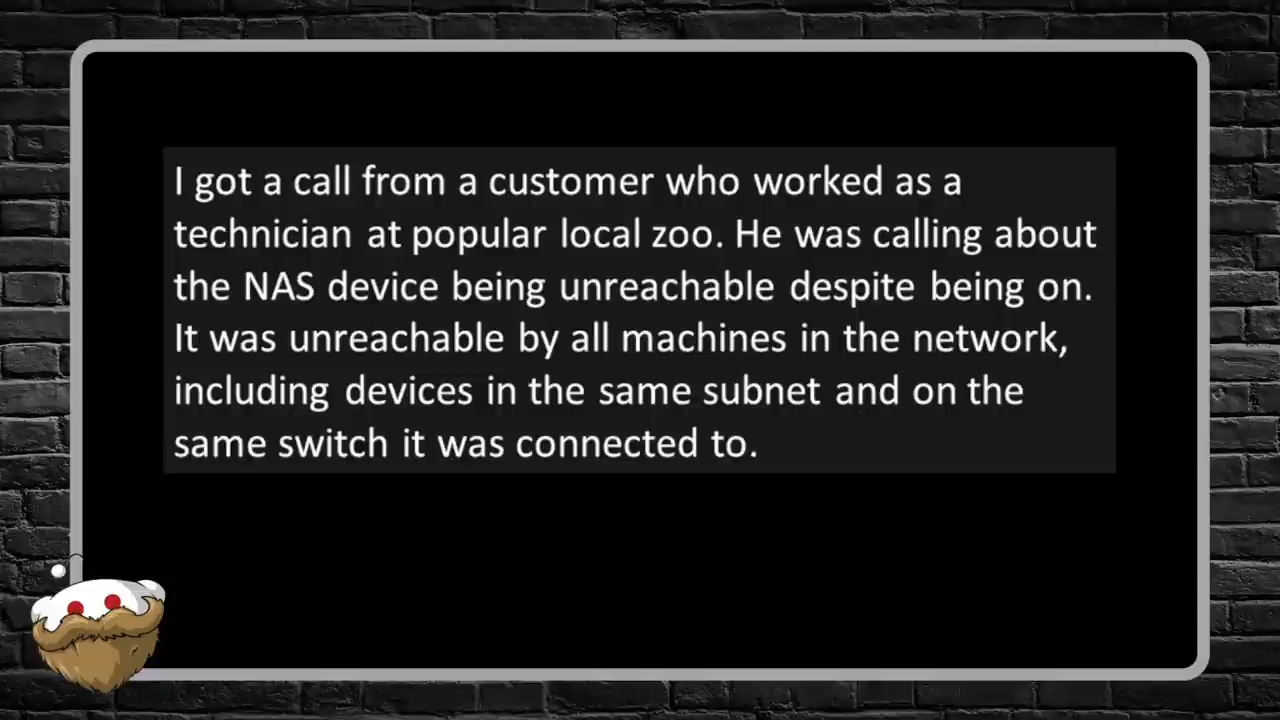 I got a call from a customer who worked as a
technician at popular local zoo. He was calling about
the NAS device being unreachable despite being on.
It was unreachable by all machines in the network,
including devices in the same subnet and on the
same switch it was connected to.